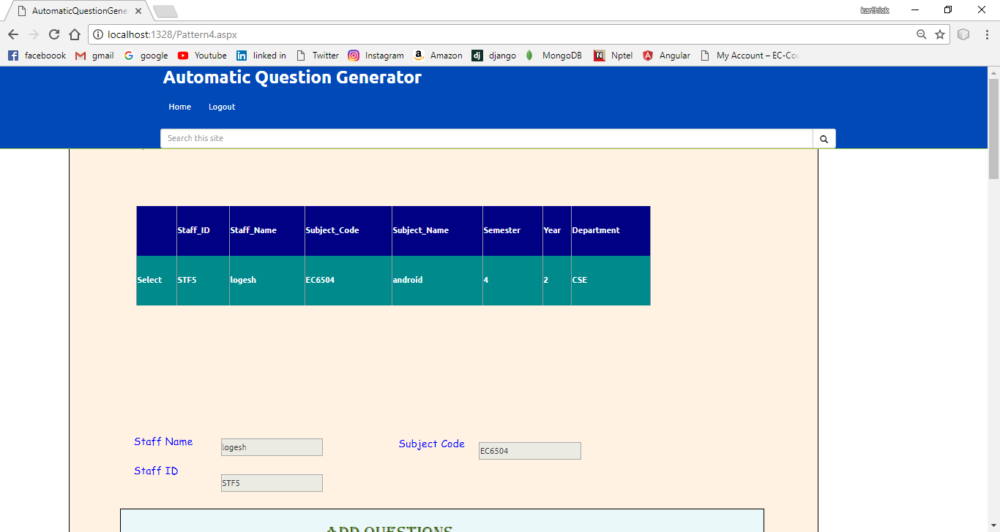 AutomaticQuestionGene
karthick
localhost:1328/Pattern4.aspx
faceboook gmail google Youtube linked in Twitter Instagram Amazon django MongoDB Nptel Angular My Account – EC-Cou
Automatic Question Generator
Home Logout
Search this site
Staff_ID Staff_Name Subject_Code Subject_Name Semester Year Department
Select STF5 logesh EC6504 android 4 2 CSE
Staff Name logesh Subject Code EC6504
Staff ID STF5
ADD QUESTIONS